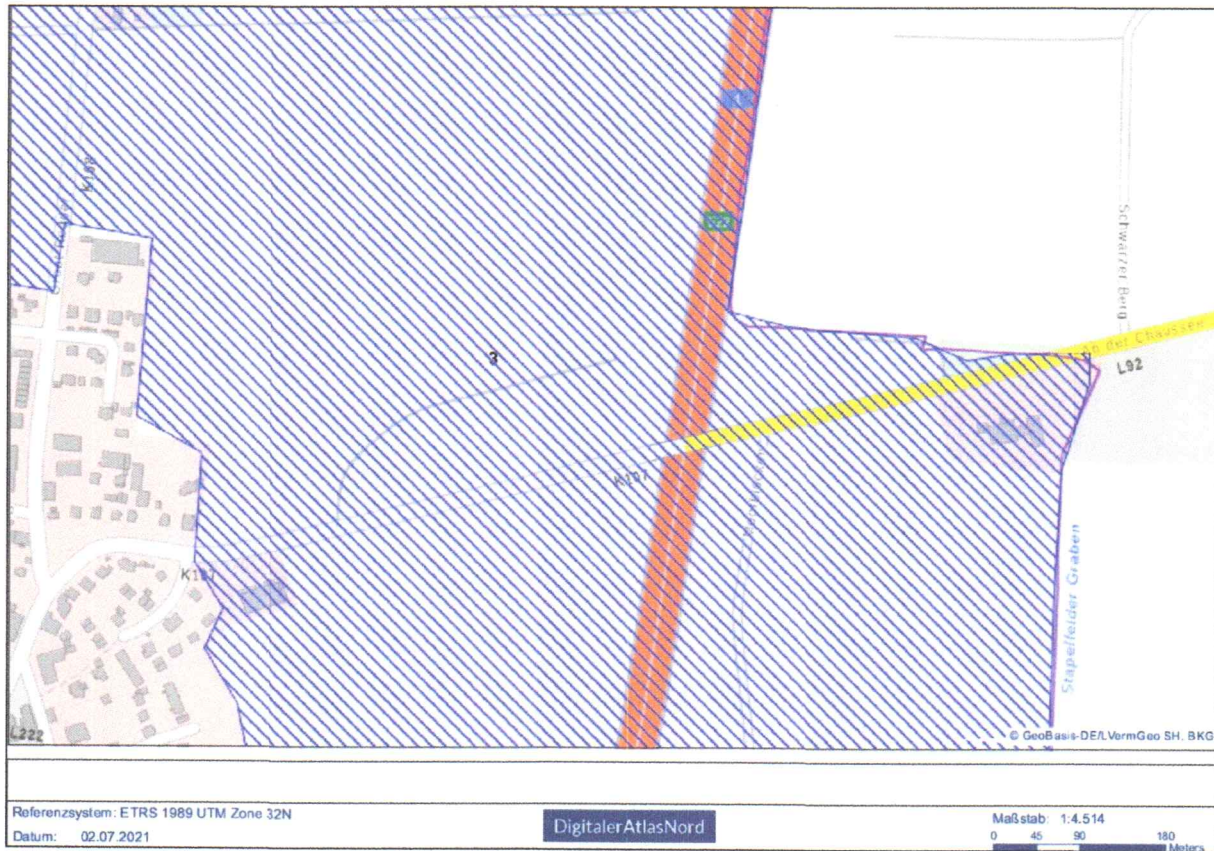 K108
3
Schwarzer Berg
An der Chaussee
L92
K107
K107
Stapelfelder Graben
L222
© GeoBasis-DE/LVermGeo SH, BKG
Referenzsystem: ETRS 1989 UTM Zone 32N
Datum: 02.07.2021
DigitalerAtlasNord
Maßstab: 1:4.514
0 45 90 180
Meters